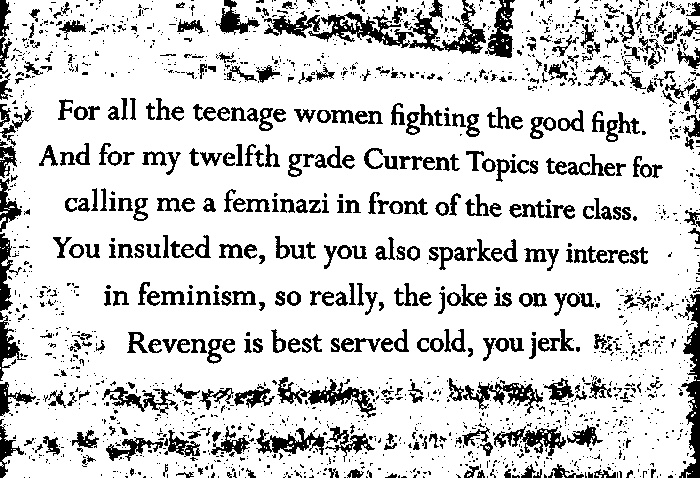 For all the teenage women fighting the good fight.
And for my twelfth grade Current Topics teacher for
calling me a feminazi in front of the entire class.
You insulted me, but you also sparked my interest
in feminism, so really, the joke is on you.
Revenge is best served cold, you jerk.